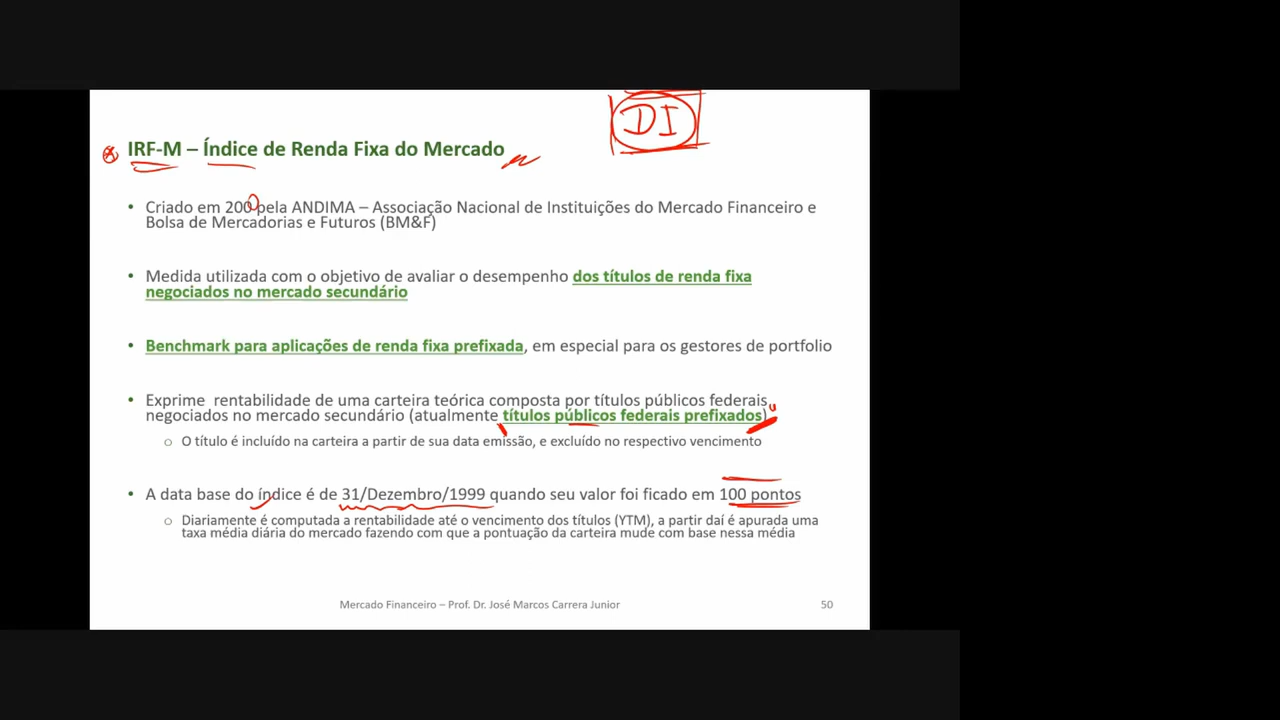 DI
IRF-M – Índice de Renda Fixa do Mercado
• Criado em 2000 pela ANDIMA – Associação Nacional de Instituições do Mercado Financeiro e
Bolsa de Mercadorias e Futuros (BM&F)
• Medida utilizada com o objetivo de avaliar o desempenho dos títulos de renda fixa
negociados no mercado secundário
• Benchmark para aplicações de renda fixa prefixada, em especial para os gestores de portfolio
• Exprime rentabilidade de uma carteira teórica composta por títulos públicos federais
negociados no mercado secundário (atualmente títulos públicos federais prefixados)
o O título é incluído na carteira a partir de sua data emissão, e excluído no respectivo vencimento
• A data base do índice é de 31/Dezembro/1999 quando seu valor foi ficado em 100 pontos
o Diariamente é computada a rentabilidade até o vencimento dos títulos (YTM), a partir daí é apurada uma
taxa média diária do mercado fazendo com que a pontuação da carteira mude com base nessa média
Mercado Financeiro – Prof. Dr. José Marcos Carrera Junior
50